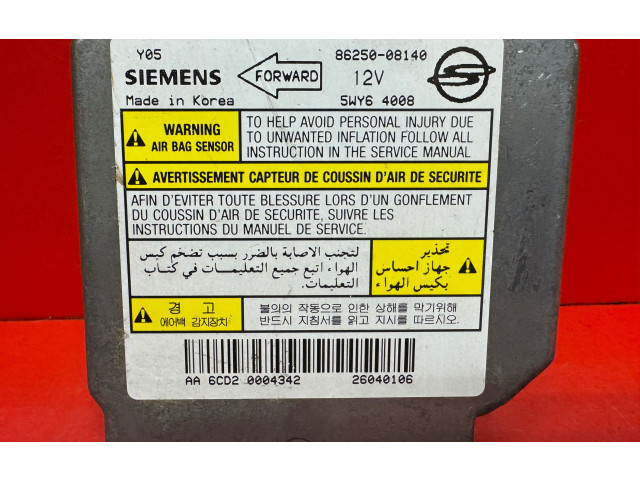 Y05 86250-08140
SIEMENS FORWARD 12V
Made in Korea 5WY6 4008
WARNING
AIR BAG SENSOR
TO HELP AVOID PERSONAL INJURY DUE
TO UNWANTED INFLATION FOLLOW ALL
INSTRUCTION IN THE SERVICE MANUAL
AVERTISSEMENT CAPTEUR DE COUSSIN D'AIR DE SECURITE
AFIN D'EVITER TOUTE BLESSURE LORS D'UN GONFLEMENT
DU COUSSIN D'AIR DE SECURITE, SUIVRE LES
INSTRUCTIONS DU MANUEL DE SERVICE.
تحذير
جهاز احساس
بكيس الهواء
لتجنب الاصابة بالضرر بسبب تضخم كيس
الهواء اتبع جميع التعليمات في كتاب
التعليمات.
경 고
에어백 감지장치
불의의 작동으로 인한 상해를 막기위해
반드시 지침서를 읽고 지시를 따르십시오.
AA 6CD2 0004342 26040106